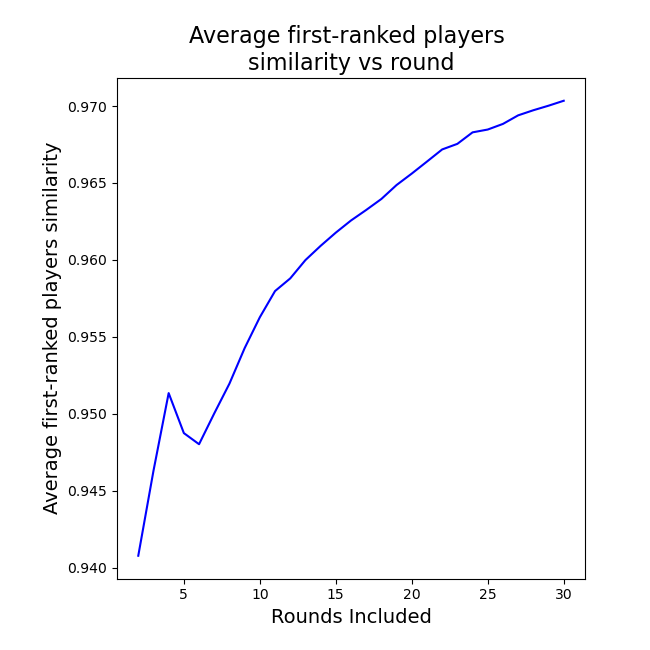 Average first-ranked players
similarity vs round
Average first-ranked players similarity
0.970
0.965
0.960
0.955
0.950
0.945
0.940
5 10 15 20 25 30
Rounds Included